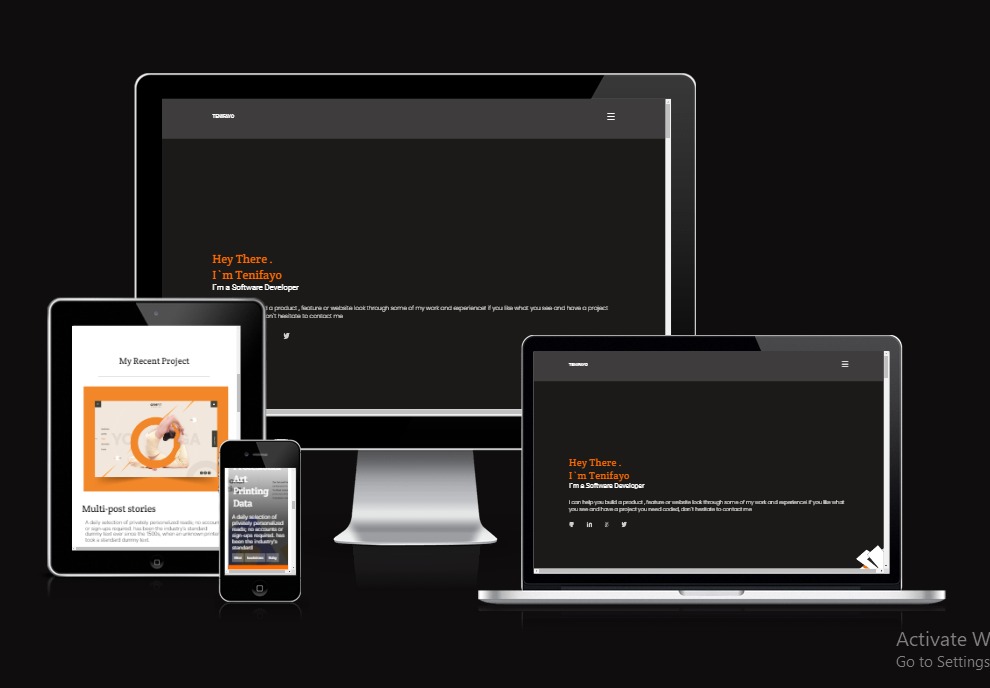 TENIFAYO
Hey There .
I`m Tenifayo
I'm a Software Developer
l a product , feature or website look through some of my work and experience! if you like what you see and have a project
on't hesitate to contact me
My Recent Project
Multi-post stories
A daily selection of privately personalized reads; no accoun
or sign-ups required. has been the industry's standard
dummy text ever since the 1500s, when an unknown printer
took a standard dummy text.
Art
Printing
Data
A daily selection of
privately personalized
reads; no accounts or
sign-ups required. has
been the industry's
standard
TENIFAYO
Hey There .
I`m Tenifayo
I'm a Software Developer
I can help you build a product , feature or website look through some of my work and experience! if you like what
you see and have a project you need coded, don't hesitate to contact me
in
Activate W
Go to Settings